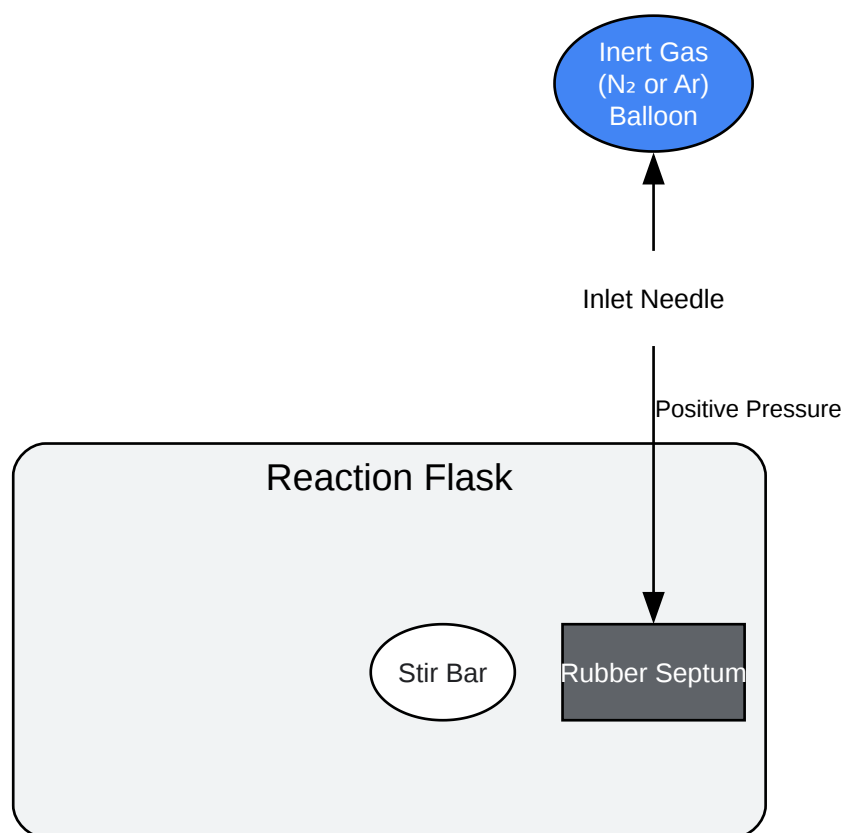 Inert Gas
(N₂ or Ar)
Balloon
Inlet Needle
Positive Pressure
Reaction Flask
Stir Bar
Rubber Septum